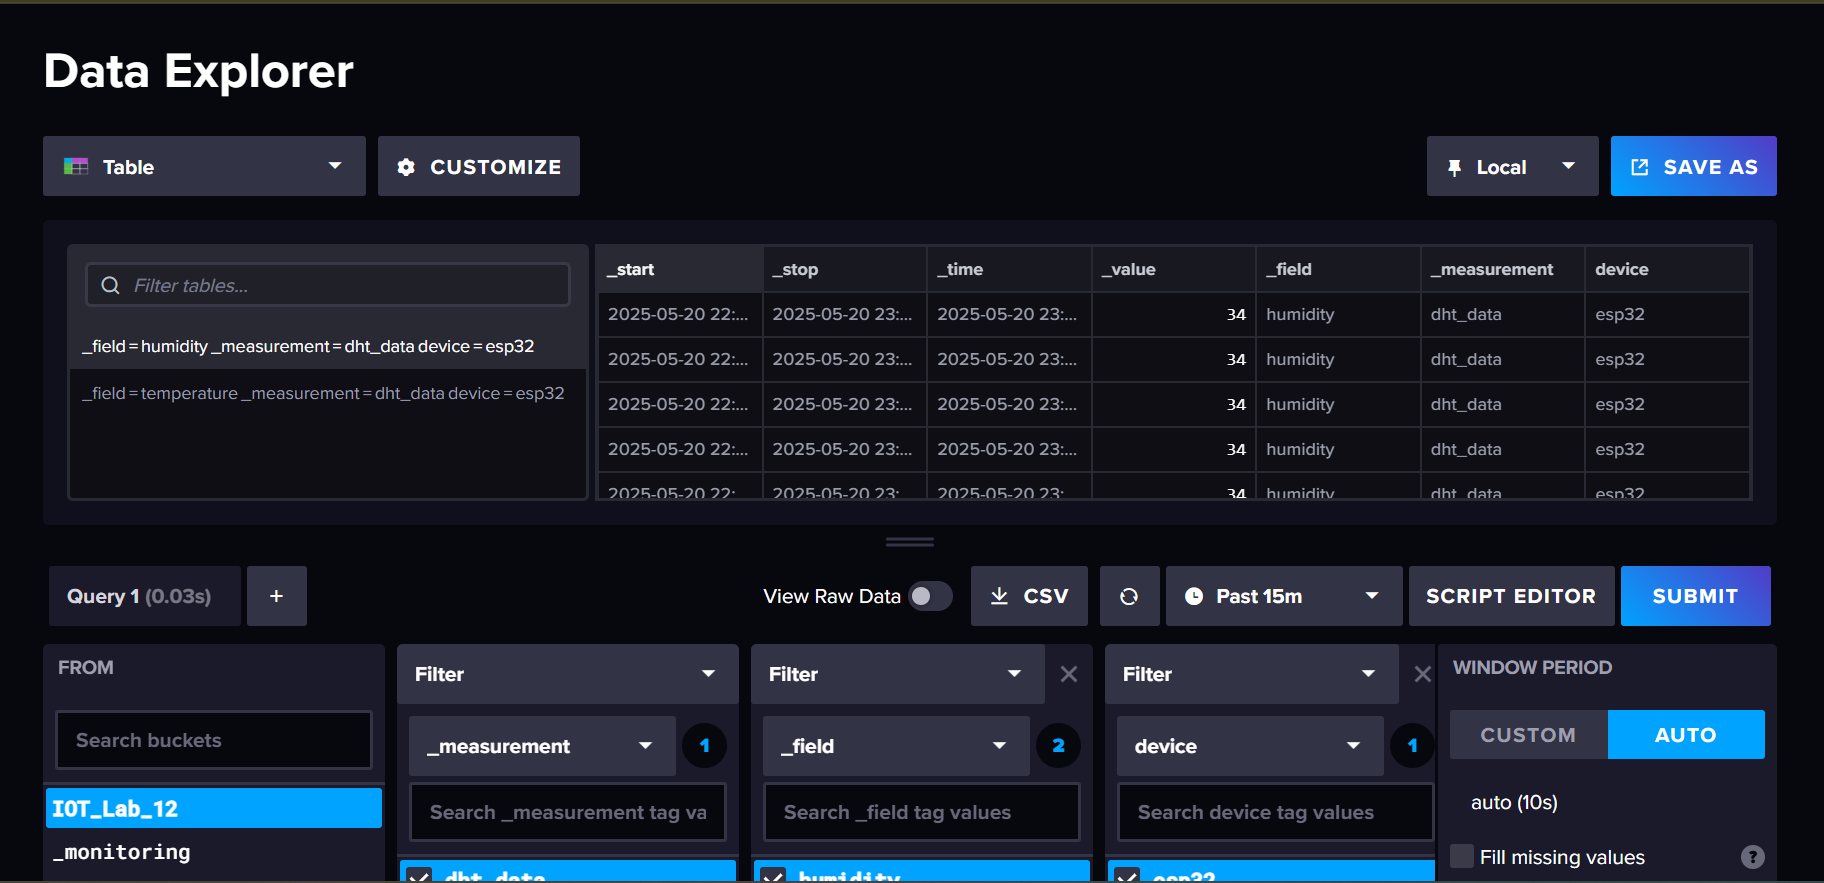 Data Explorer
Table
CUSTOMIZE
Local
SAVE AS
Filter tables...
_field=humidity _measurement=dht_data device=esp32
_field=temperature _measurement=dht_data device=esp32
_start _stop _time _value _field _measurement device
2025-05-20 22:... 2025-05-20 23:... 2025-05-20 23:... 34 humidity dht_data esp32
2025-05-20 22:... 2025-05-20 23:... 2025-05-20 23:... 34 humidity dht_data esp32
2025-05-20 22:... 2025-05-20 23:... 2025-05-20 23:... 34 humidity dht_data esp32
2025-05-20 22:... 2025-05-20 23:... 2025-05-20 23:... 34 humidity dht_data esp32
2025-05-20 22: 2025-05-20 23: 2025-05-20 23: 34 humidity dht_data esp32
Query 1 (0.03s)
+
View Raw Data
CSV
Past 15m
SCRIPT EDITOR
SUBMIT
FROM
Search buckets
IOT_Lab_12
_monitoring
Filter
_measurement 1
Search _measurement tag va
dht_data
Filter
_field 2
Search _field tag values
humidity
Filter
device 1
Search device tag values
esp32
WINDOW PERIOD
CUSTOM AUTO
auto (10s)
Fill missing values ?